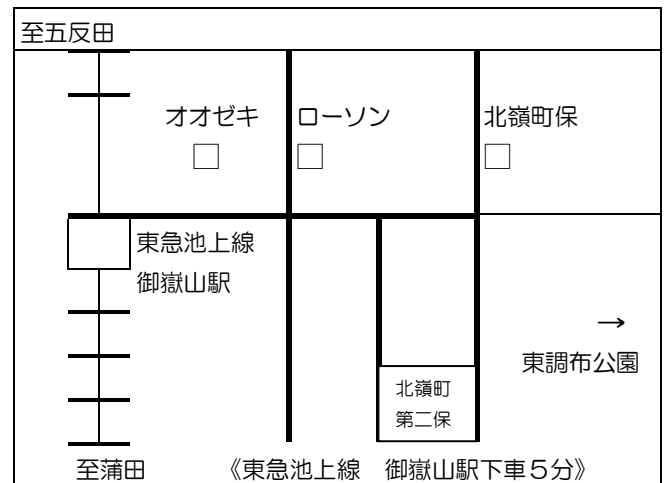 至五反田
オオゼキ
ローソン
北嶺町保
東急池上線
御嶽山駅
→
東調布公園
北嶺町
第二保
至蒲田
《東急池上線　御嶽山駅下車５分》